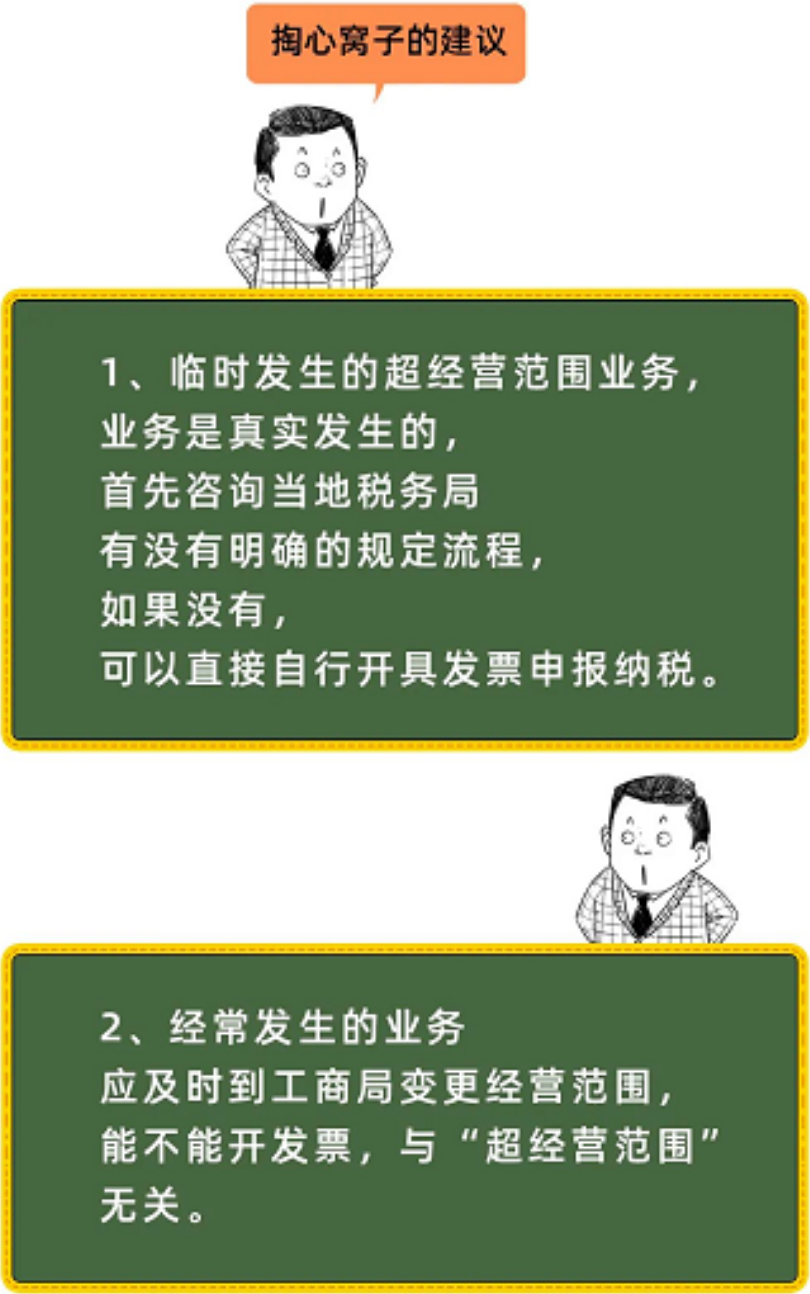 掏心窝子的建议
1、临时发生的超经营范围业务，
业务是真实发生的，
首先咨询当地税务局
有没有明确的规定流程，
如果没有，
可以直接自行开具发票申报纳税。
2、经常发生的业务
应及时到工商局变更经营范围，
能不能开发票，与“超经营范围”
无关。